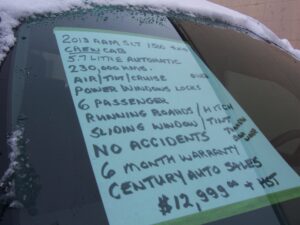 2013 RAM SLT 1500 4x4
CREW CAB
5.7 LITRE AUTOMATIC
230,000 KMS.
AIR/TILT/CRUISE
POWER WINDOWS LOCKS
6 PASSENGER
RUNNING BOARDS / HITCH
SLIDING WINDOW / TINT
NO ACCIDENTS
6 MONTH WARRANTY
CENTURY AUTO SALES
$12,999.00 + HST